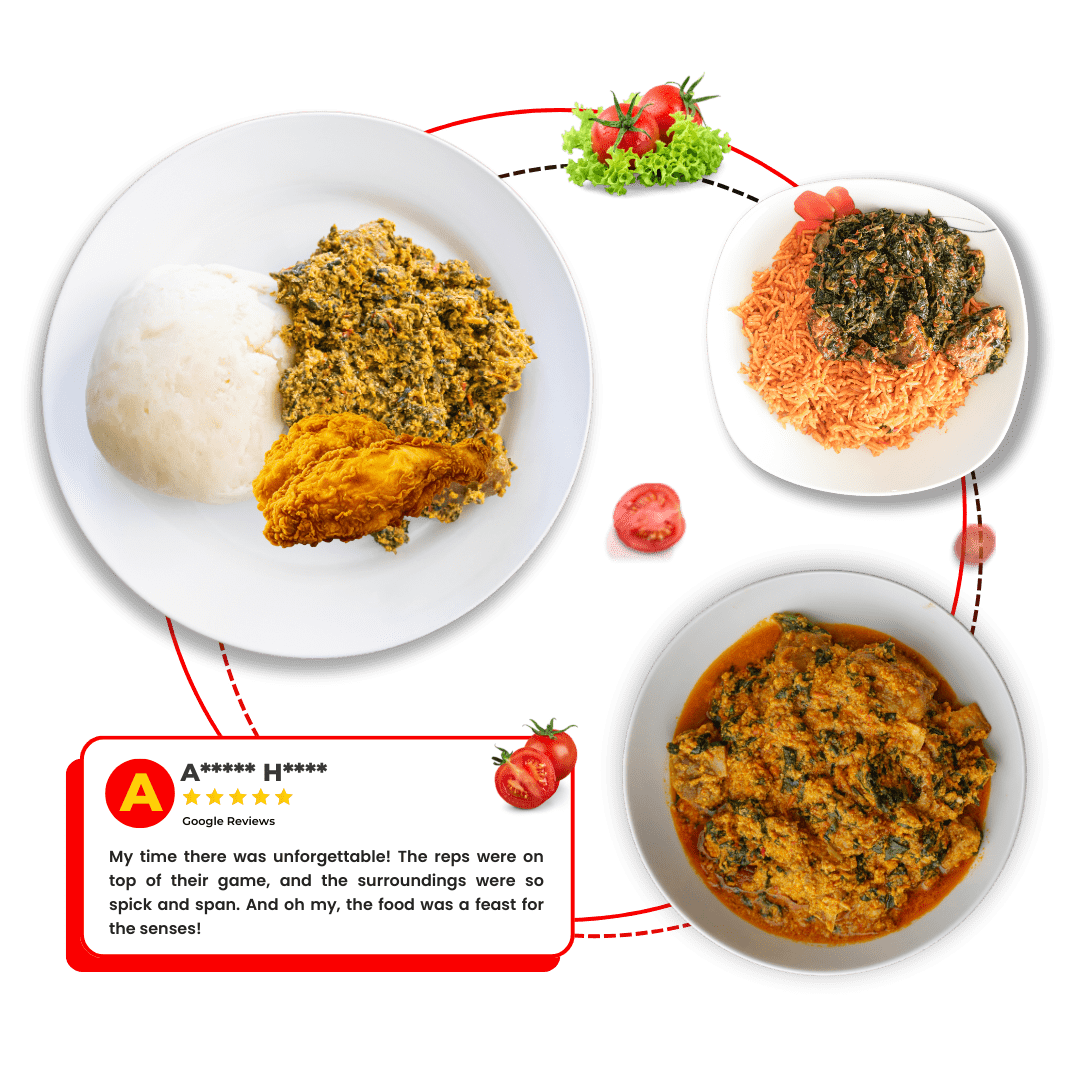 A
A***** H****
Google Reviews
My time there was unforgettable! The reps were on
top of their game, and the surroundings were so
spick and span. And oh my, the food was a feast for
the senses!